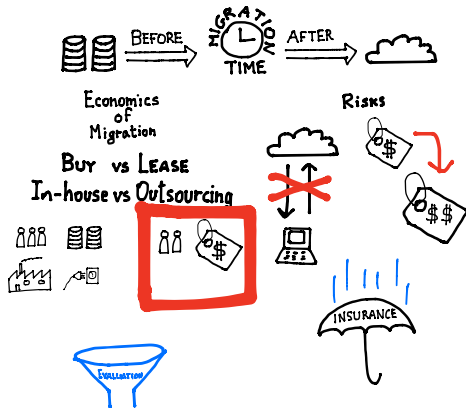 BEFORE
MIGRATION
TIME
AFTER
Economics
of
Migration
Risks
BUY vs LEASE
In-house vs Outsourcing
$
$
$$
INSURANCE
EVALUATION